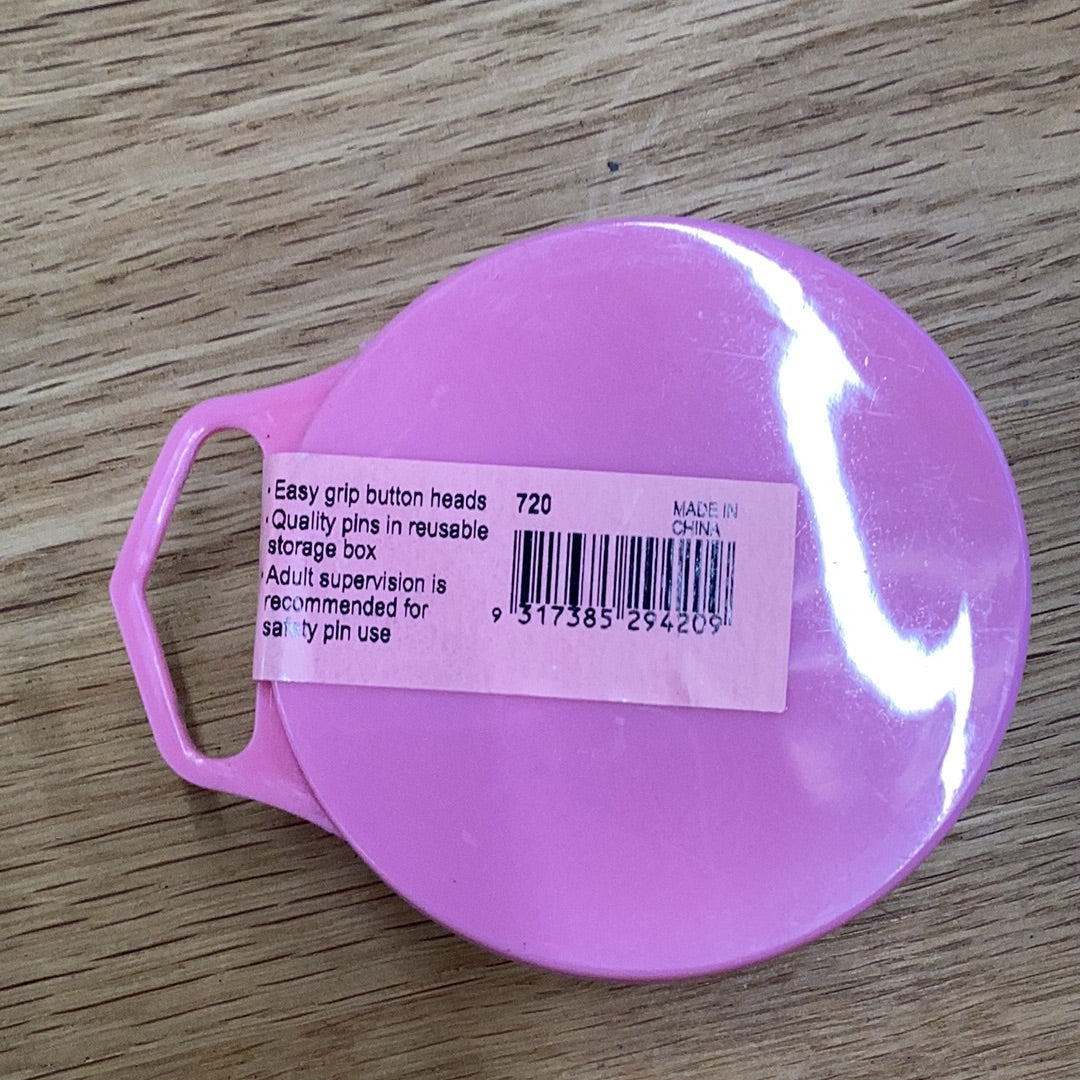 · Easy grip button heads
· Quality pins in reusable
storage box
· Adult supervision is
recommended for
safety pin use
720
MADE IN
CHINA
9 317385 294209